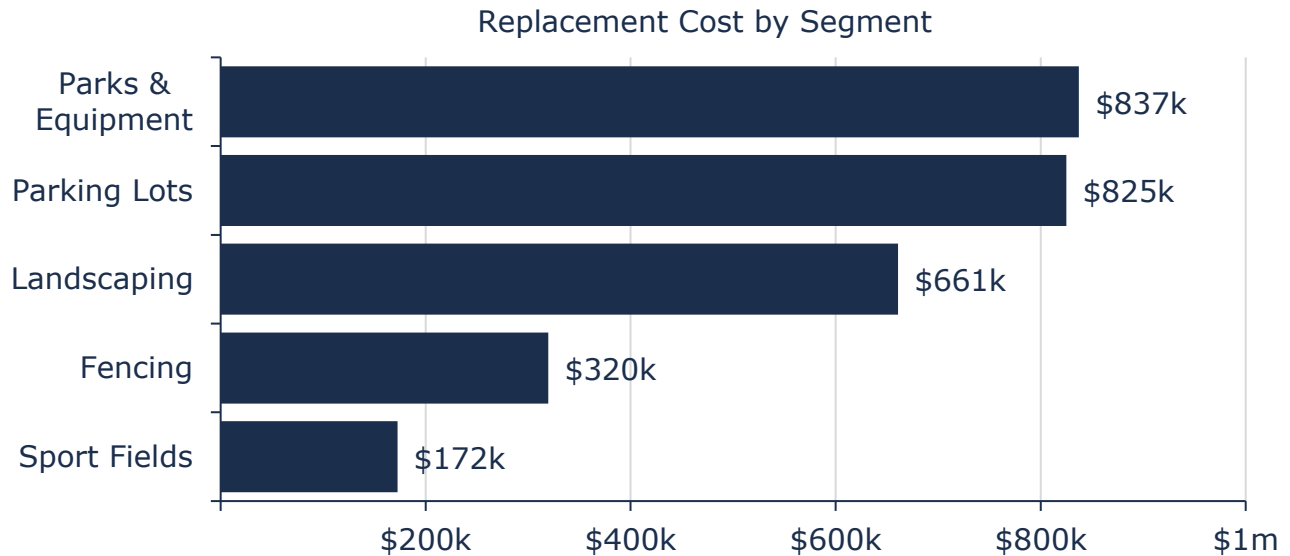 Replacement Cost by Segment
Parks &
Equipment
$837k
Parking Lots
$825k
Landscaping
$661k
Fencing
$320k
Sport Fields
$172k
$200k
$400k
$600k
$800k
$1m